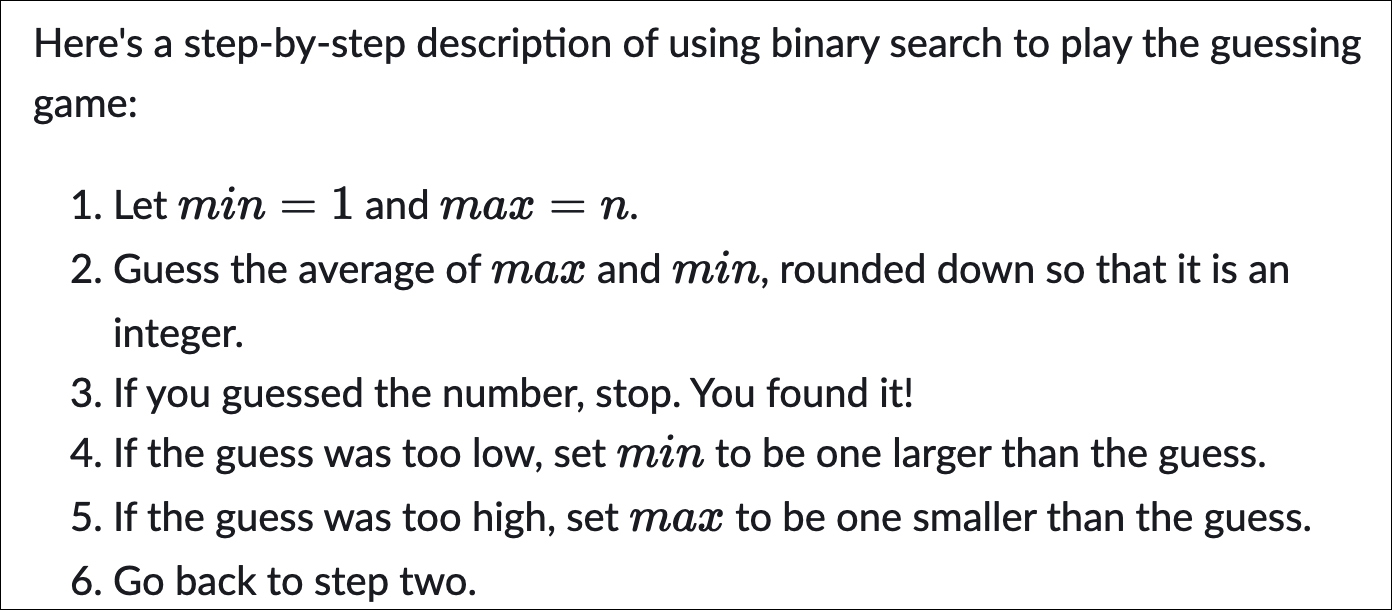 Here's a step-by-step description of using binary search to play the guessing
game:
1. Let min = 1 and max = n.
2. Guess the average of max and min, rounded down so that it is an
integer.
3. If you guessed the number, stop. You found it!
4. If the guess was too low, set min to be one larger than the guess.
5. If the guess was too high, set max to be one smaller than the guess.
6. Go back to step two.